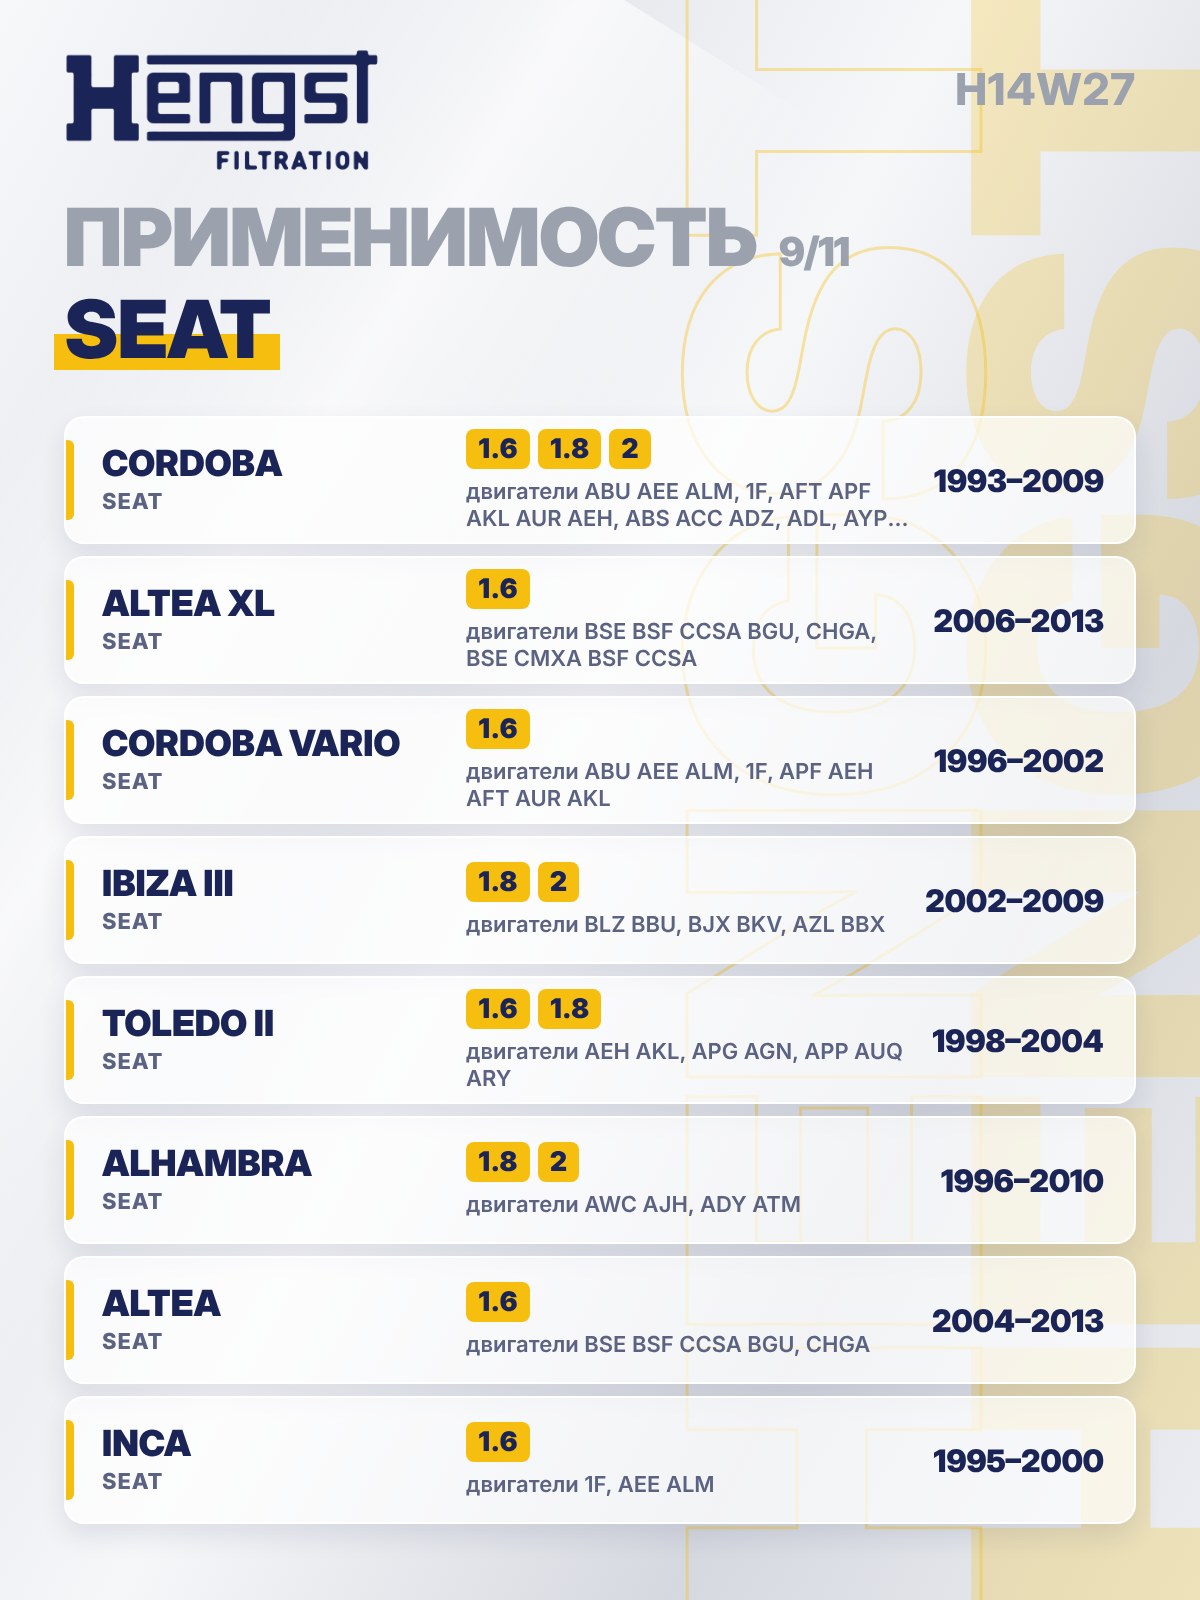 Hengst
FILTRATION
H14W27
ПРИМЕНИМОСТЬ 9/11
SEAT
CORDOBA
SEAT
1.6 1.8 2
двигатели ABU AEE ALM, 1F, AFT APF
AKL AUR AEH, ABS ACC ADZ, ADL, AYP...
1993–2009
ALTEA XL
SEAT
1.6
двигатели BSE BSF CCSA BGU, CHGA,
BSE CMXA BSF CCSA
2006–2013
CORDOBA VARIO
SEAT
1.6
двигатели ABU AEE ALM, 1F, APF AEH
AFT AUR AKL
1996–2002
IBIZA III
SEAT
1.8 2
двигатели BLZ BBU, BJX BKV, AZL BBX
2002–2009
TOLEDO II
SEAT
1.6 1.8
двигатели AEH AKL, APG AGN, APP AUQ
ARY
1998–2004
ALHAMBRA
SEAT
1.8 2
двигатели AWC AJH, ADY ATM
1996–2010
ALTEA
SEAT
1.6
двигатели BSE BSF CCSA BGU, CHGA
2004–2013
INCA
SEAT
1.6
двигатели 1F, AEE ALM
1995–2000
HENGST
HENGST